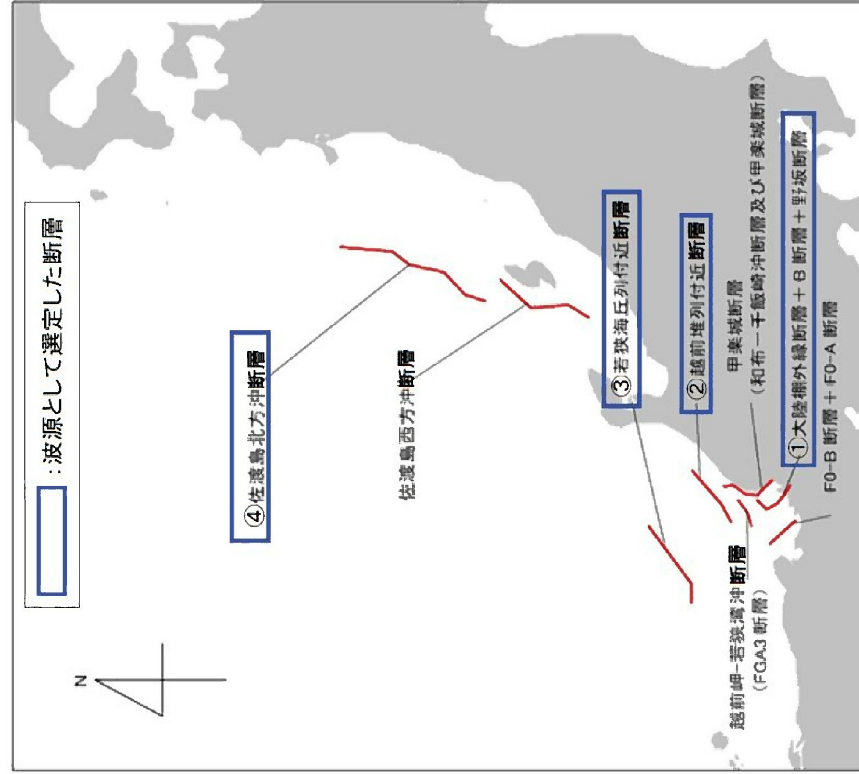 :波源として選定した断層
N
④佐渡島北方沖断層
佐渡島西方沖断層
③若狭海丘列付近断層
②越前堆列付近断層
甲楽城断層
(和布−干飯崎沖断層及び甲楽城断層)
①大陸棚外縁断層+B断層+野坂断層
FO-B断層+FO-A断層
越前岬−若狭湾沖断層
(FGA3断層)